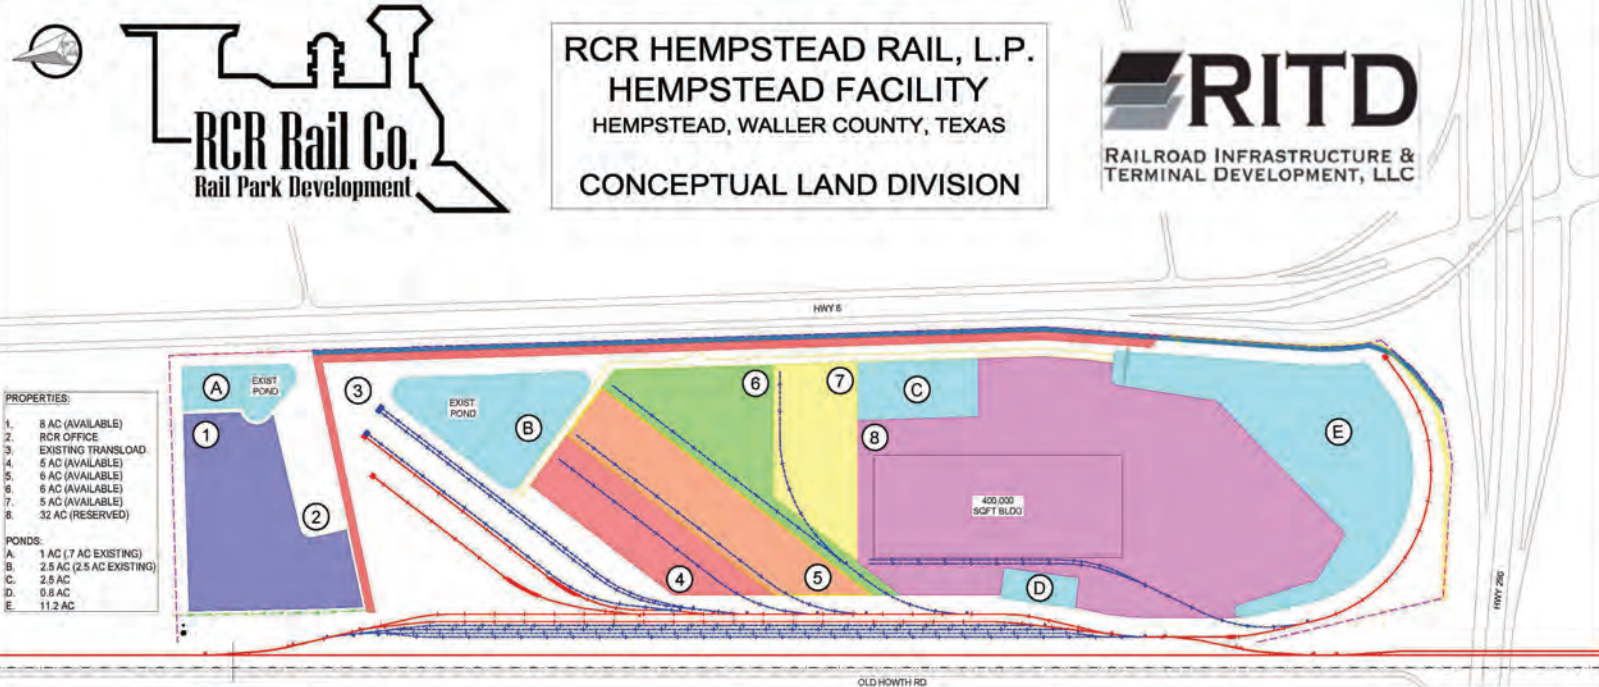 RCR Rail Co.
Rail Park Development
RCR HEMPSTEAD RAIL, L.P.
HEMPSTEAD FACILITY
HEMPSTEAD, WALLER COUNTY, TEXAS
CONCEPTUAL LAND DIVISION
RITD
RAILROAD INFRASTRUCTURE &
TERMINAL DEVELOPMENT, LLC
HWY 6
PROPERTIES:
1. 8 AC (AVAILABLE)
2. RCR OFFICE
3. EXISTING TRANSLOAD
4. 5 AC (AVAILABLE)
5. 6 AC (AVAILABLE)
6. 6 AC (AVAILABLE)
7. 5 AC (AVAILABLE)
8. 32 AC (RESERVED)
PONDS:
A. 1 AC (.7 AC EXISTING)
B. 2.5 AC (2.5 AC EXISTING)
C. 2.5 AC
D. 0.8 AC
E. 11.2 AC
A
EXIST
POND
1
2
3
EXIST
POND
B
4
5
6
7
8
C
400,000
SQFT BLDG
D
E
HWY 290
OLD HOWTH RD